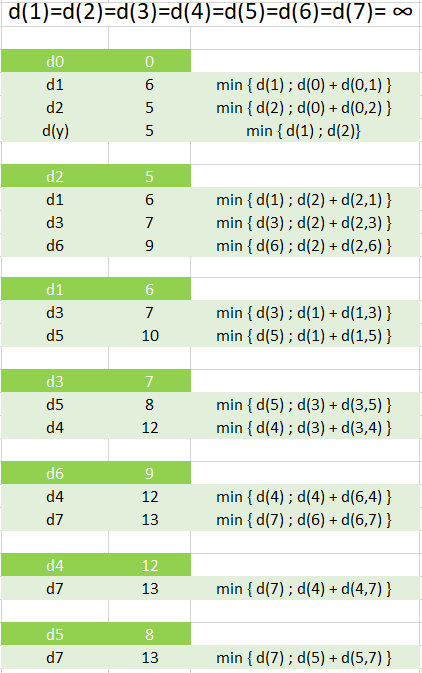 d(1)=d(2)=d(3)=d(4)=d(5)=d(6)=d(7)= ∞
d0 0
d1 6 min { d(1) ; d(0) + d(0,1) }
d2 5 min { d(2) ; d(0) + d(0,2) }
d(y) 5 min { d(1) ; d(2)}
d2 5
d1 6 min { d(1) ; d(2) + d(2,1) }
d3 7 min { d(3) ; d(2) + d(2,3) }
d6 9 min { d(6) ; d(2) + d(2,6) }
d1 6
d3 7 min { d(3) ; d(1) + d(1,3) }
d5 10 min { d(5) ; d(1) + d(1,5) }
d3 7
d5 8 min { d(5) ; d(3) + d(3,5) }
d4 12 min { d(4) ; d(3) + d(3,4) }
d6 9
d4 12 min { d(4) ; d(4) + d(6,4) }
d7 13 min { d(7) ; d(6) + d(6,7) }
d4 12
d7 13 min { d(7) ; d(4) + d(4,7) }
d5 8
d7 13 min { d(7) ; d(5) + d(5,7) }